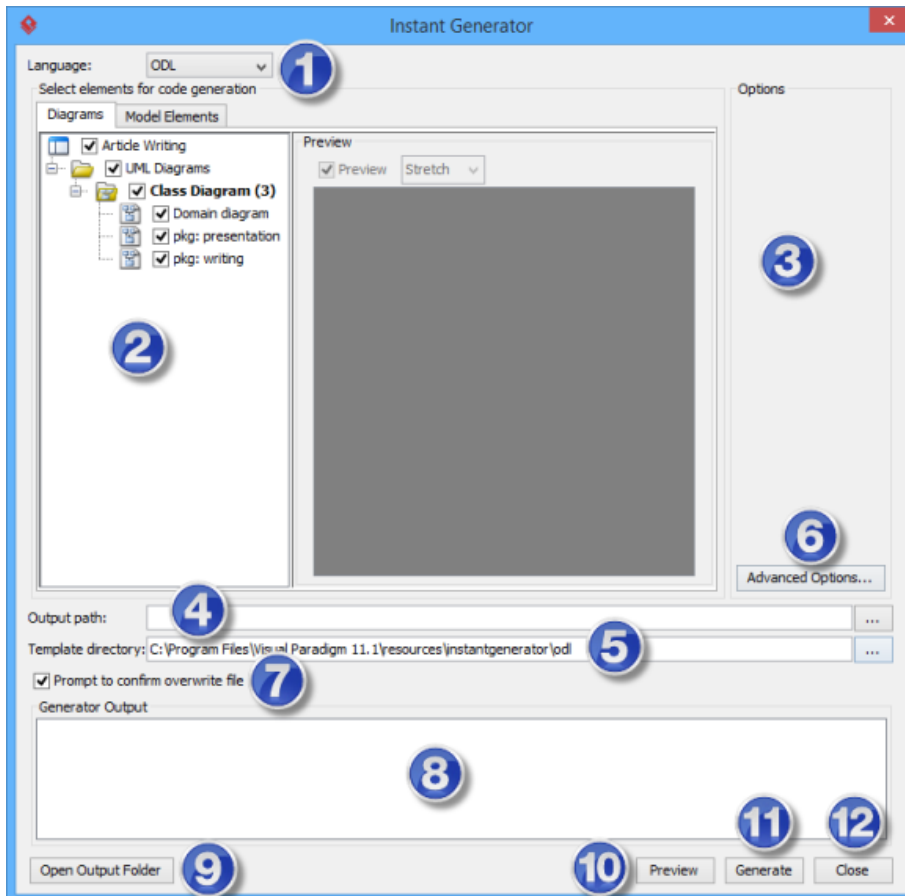 Instant Generator
Language: ODL 1
Select elements for code generation
Options
Diagrams Model Elements
Article Writing
UML Diagrams
Class Diagram (3)
Domain diagram
pkg: presentation
pkg: writing
2
Preview
Preview Stretch
3
6
Advanced Options...
Output path: 4 ...
Template directory: C:\Program Files\Visual Paradigm 11.1\resources\instantgenerator\odl 5 ...
Prompt to confirm overwrite file 7
Generator Output
8
Open Output Folder 9 10 Preview 11 Generate 12 Close